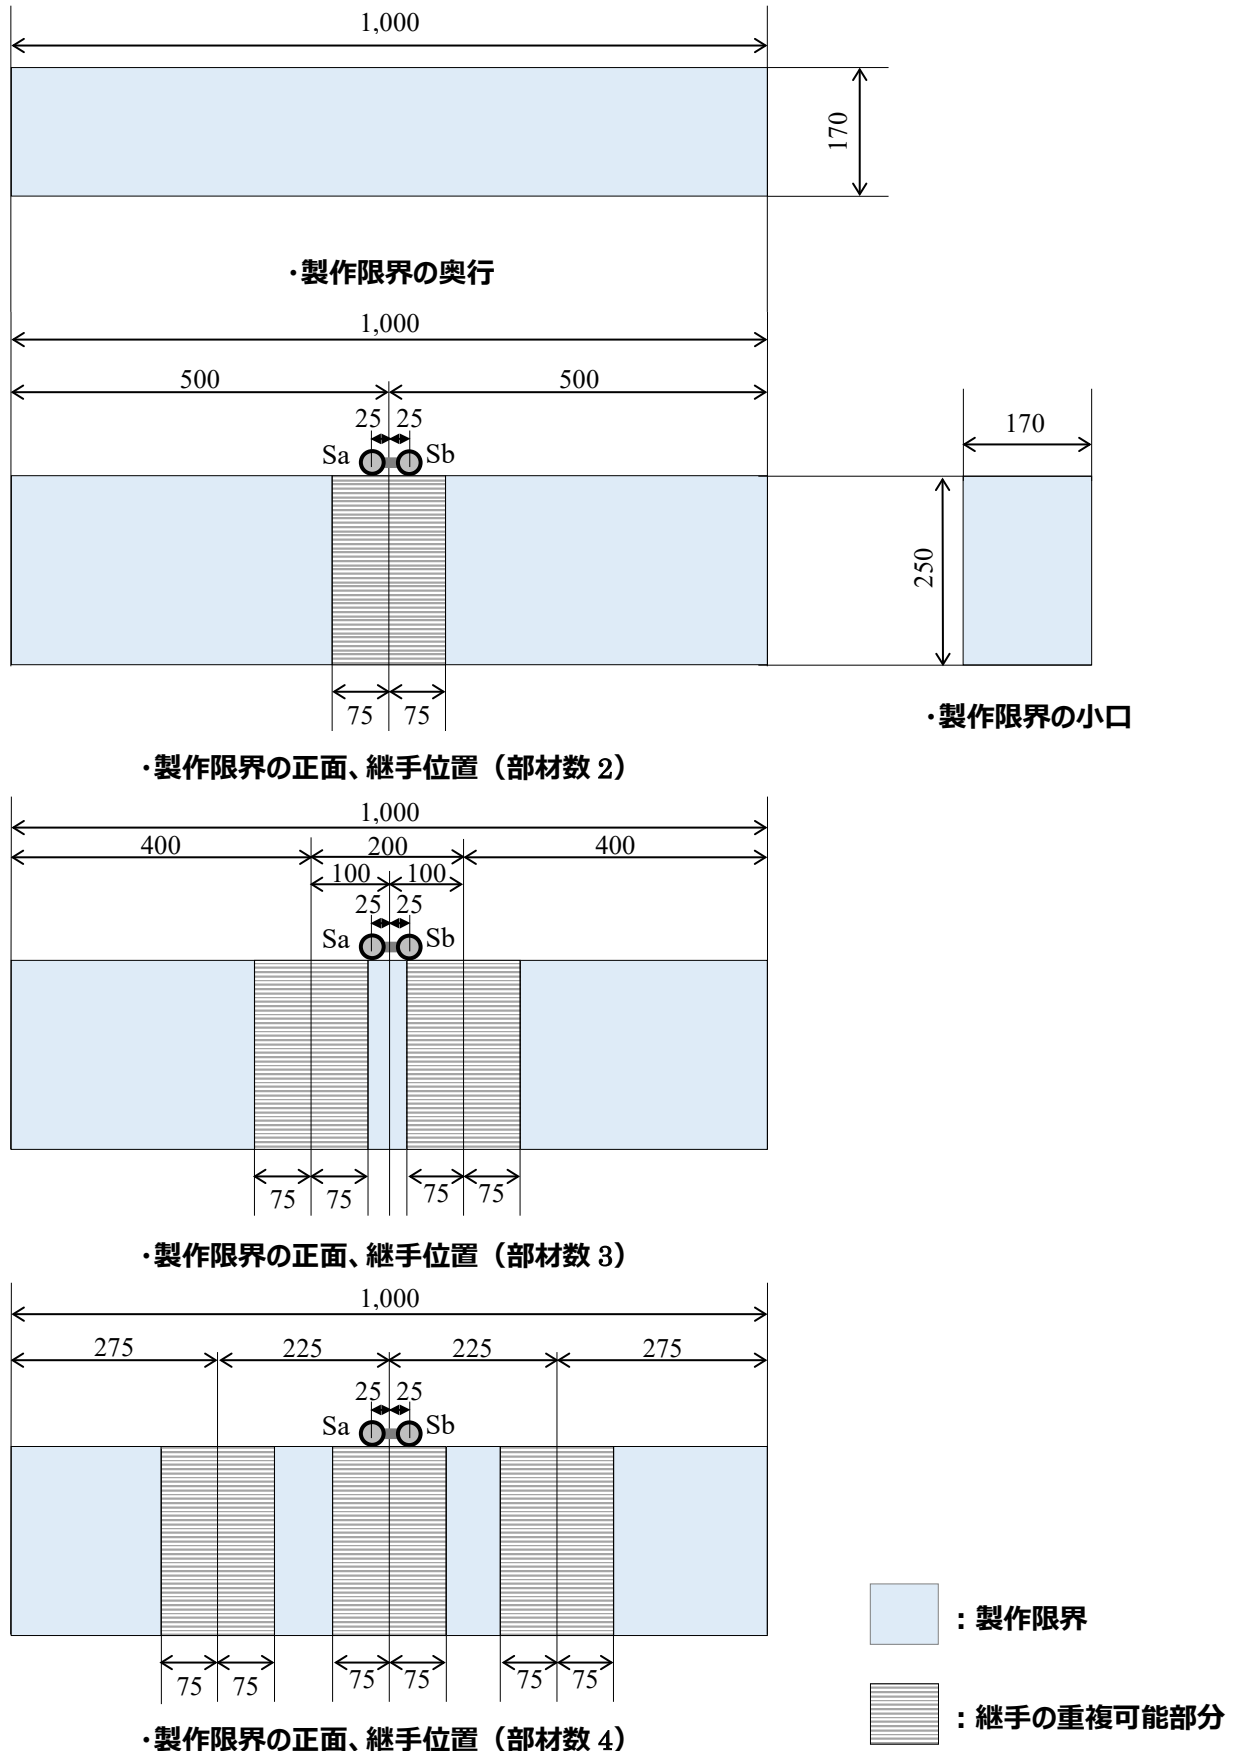 1,000
170
・製作限界の奥行
1,000
500 500
25 25
Sa Sb
170
250
75 75
・製作限界の小口
・製作限界の正面、継手位置（部材数 2）
1,000
400 200 400
100 100
25 25
Sa Sb
75 75 75 75
・製作限界の正面、継手位置（部材数 3）
1,000
275 225 225 275
25 25
Sa Sb
75 75 75 75 75 75
：製作限界
：継手の重複可能部分
・製作限界の正面、継手位置（部材数 4）